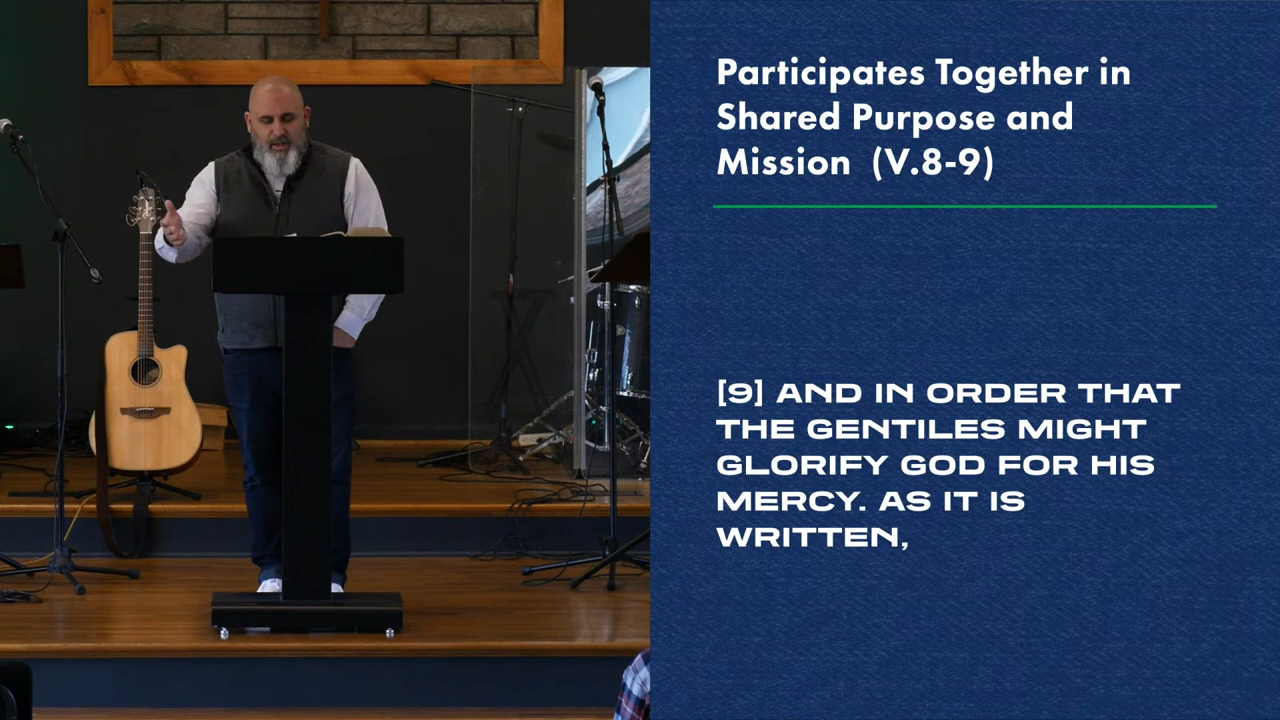 Participates Together in
Shared Purpose and
Mission (V.8-9)
[9] AND IN ORDER THAT
THE GENTILES MIGHT
GLORIFY GOD FOR HIS
MERCY. AS IT IS
WRITTEN,